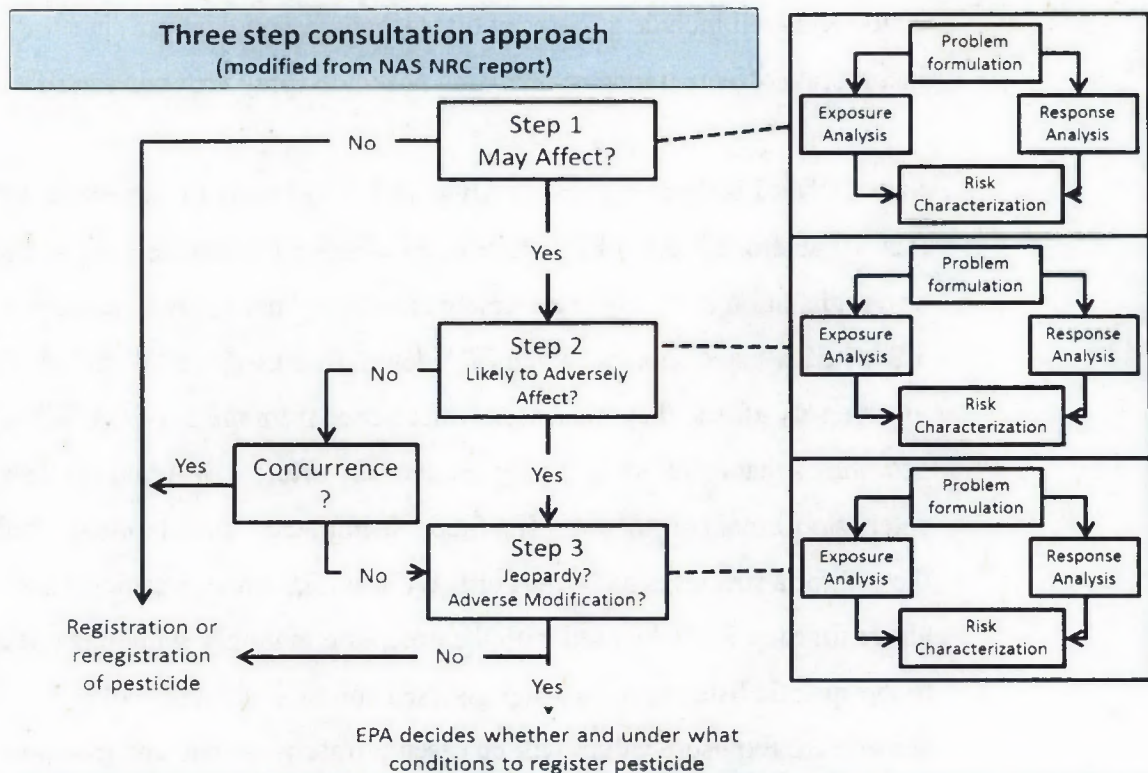 Three step consultation approach
(modified from NAS NRC report)
Step 1
May Affect?
No
Yes
Step 2
Likely to Adversely
Affect?
No
Yes
Concurrence
?
Yes
No
Step 3
Jeopardy?
Adverse Modification?
No
Registration or
reregistration
of pesticide
Yes
EPA decides whether and under what
conditions to register pesticide
Problem
formulation
Exposure
Analysis
Response
Analysis
Risk
Characterization
Problem
formulation
Exposure
Analysis
Response
Analysis
Risk
Characterization
Problem
formulation
Exposure
Analysis
Response
Analysis
Risk
Characterization